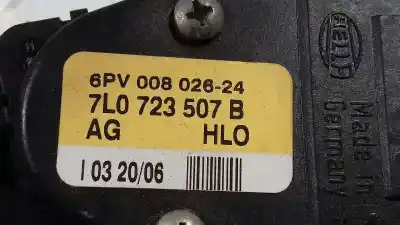 6PV 008 026-24
7L0 723 507 B
AG HLO
I 03 20/06
HELLA
Made in
Germany